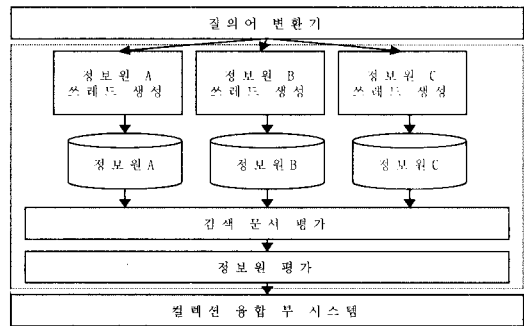 질의어 변환기
정보원 A
쓰레드 생성
정보원 B
쓰레드 생성
정보원 C
쓰레드 생성
정보원A
정보원B
정보원C
검색 문서 평가
정보원 평가
컬렉션 융합 부 시스템